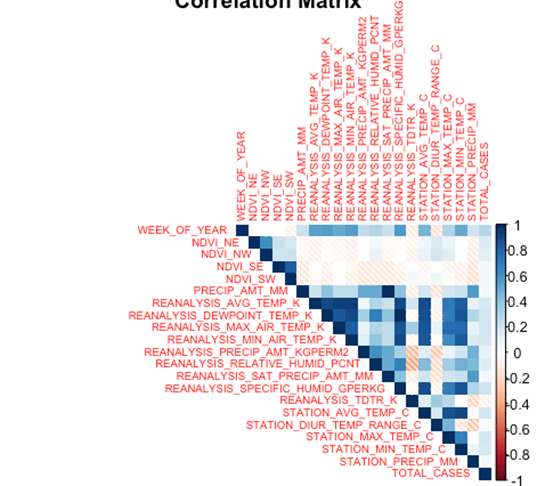 Correlation Matrix
WEEK_OF_YEAR
NDVI_NE
NDVI_NW
NDVI_SE
NDVI_SW
PRECIP_AMT_MM
REANALYSIS_AVG_TEMP_K
REANALYSIS_DEWPOINT_TEMP_K
REANALYSIS_MAX_AIR_TEMP_K
REANALYSIS_MIN_AIR_TEMP_K
REANALYSIS_PRECIP_AMT_KGPERM2
REANALYSIS_RELATIVE_HUMID_PCNT
REANALYSIS_SAT_PRECIP_AMT_MM
REANALYSIS_SPECIFIC_HUMID_GPERKG
REANALYSIS_TDTR_K
STATION_AVG_TEMP_C
STATION_DIUR_TEMP_RANGE_C
STATION_MAX_TEMP_C
STATION_MIN_TEMP_C
STATION_PRECIP_MM
TOTAL_CASES
WEEK_OF_YEAR
NDVI_NE
NDVI_NW
NDVI_SE
NDVI_SW
PRECIP_AMT_MM
REANALYSIS_AVG_TEMP_K
REANALYSIS_DEWPOINT_TEMP_K
REANALYSIS_MAX_AIR_TEMP_K
REANALYSIS_MIN_AIR_TEMP_K
REANALYSIS_PRECIP_AMT_KGPERM2
REANALYSIS_RELATIVE_HUMID_PCNT
REANALYSIS_SAT_PRECIP_AMT_MM
REANALYSIS_SPECIFIC_HUMID_GPERKG
REANALYSIS_TDTR_K
STATION_AVG_TEMP_C
STATION_DIUR_TEMP_RANGE_C
STATION_MAX_TEMP_C
STATION_MIN_TEMP_C
STATION_PRECIP_MM
TOTAL_CASES
1
0.8
0.6
0.4
0.2
0
-0.2
-0.4
-0.6
-0.8
-1